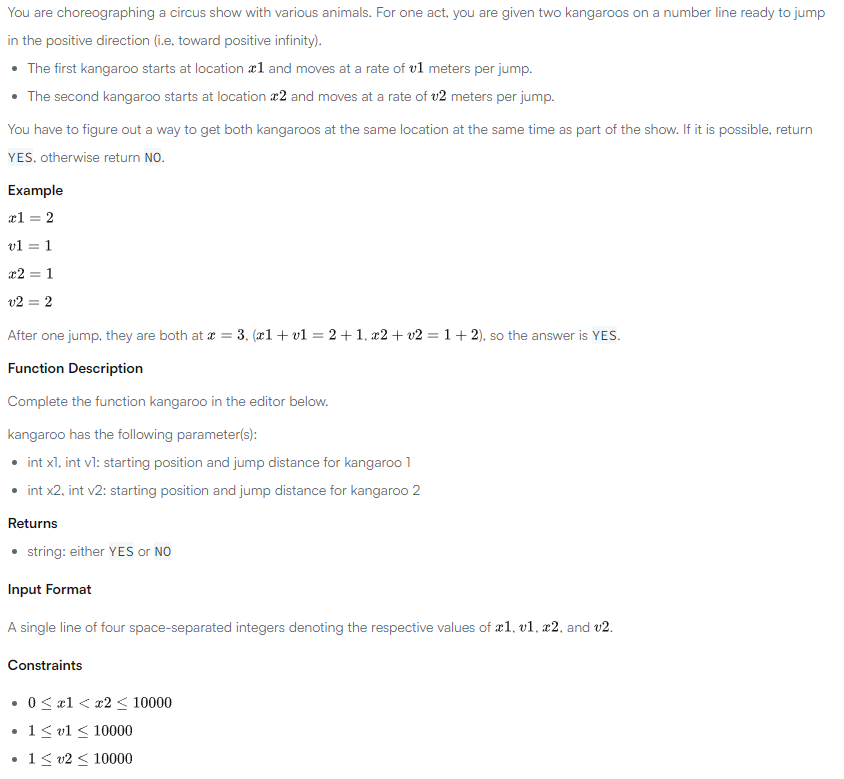 You are choreographing a circus show with various animals. For one act, you are given two kangaroos on a number line ready to jump
in the positive direction (i.e, toward positive infinity).
• The first kangaroo starts at location x1 and moves at a rate of v1 meters per jump.
• The second kangaroo starts at location x2 and moves at a rate of v2 meters per jump.
You have to figure out a way to get both kangaroos at the same location at the same time as part of the show. If it is possible, return
YES, otherwise return NO.
Example
x1 = 2
v1 = 1
x2 = 1
v2 = 2
After one jump, they are both at x = 3, (x1 + v1 = 2 + 1, x2 + v2 = 1 + 2), so the answer is YES.
Function Description
Complete the function kangaroo in the editor below.
kangaroo has the following parameter(s):
• int x1, int v1: starting position and jump distance for kangaroo 1
• int x2, int v2: starting position and jump distance for kangaroo 2
Returns
• string: either YES or NO
Input Format
A single line of four space-separated integers denoting the respective values of x1, v1, x2, and v2.
Constraints
• 0 ≤ x1 < x2 ≤ 10000
• 1 ≤ v1 ≤ 10000
• 1 ≤ v2 ≤ 10000